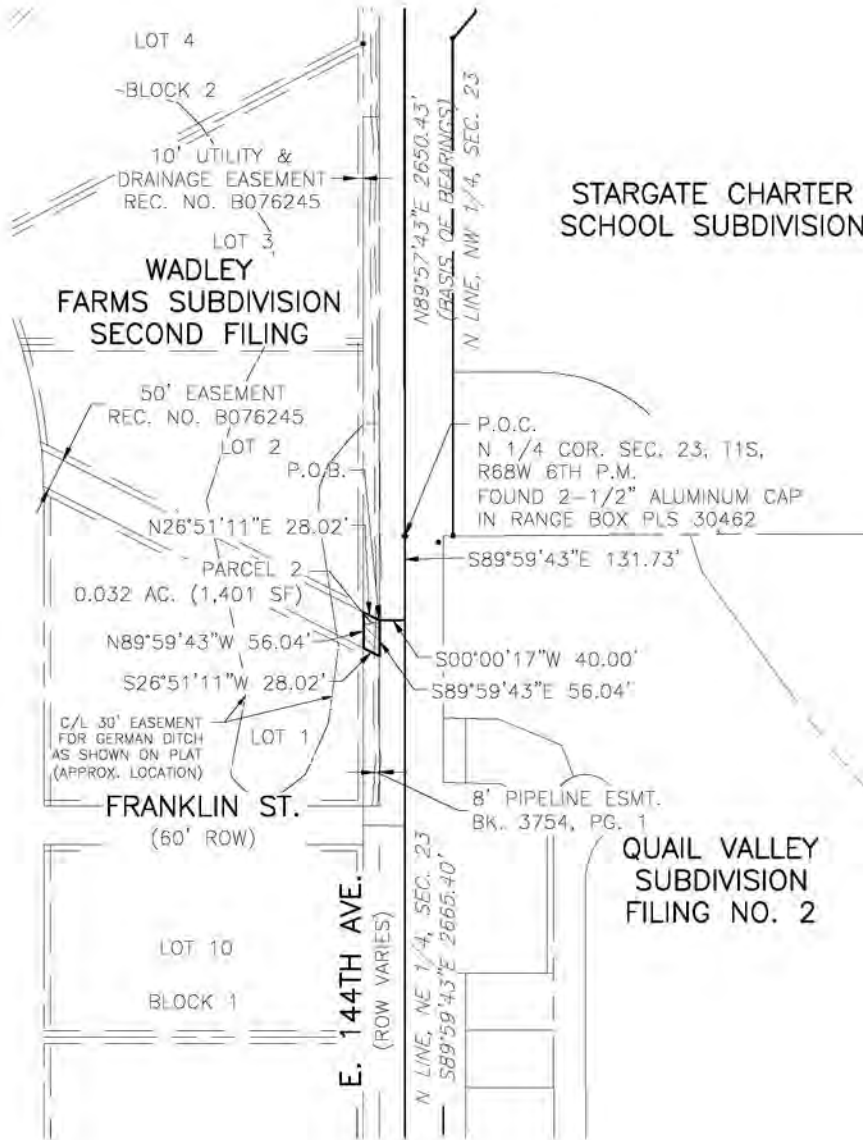 LOT 4
BLOCK 2
10' UTILITY &
DRAINAGE EASEMENT
REC. NO. B076245
LOT 3
WADLEY
FARMS SUBDIVISION
SECOND FILING
N89°57'43"E 2650.43'
(BASIS OF BEARINGS)
N LINE, NW 1/4, SEC. 23
STARGATE CHARTER
SCHOOL SUBDIVISION
50' EASEMENT
REC. NO. B076245
LOT 2
P.O.B.
N26°51'11"E 28.02'
PARCEL 2
0.032 AC. (1,401 SF)
N89°59'43"W 56.04'
S26°51'11"W 28.02'
C/L 30' EASEMENT
FOR GERMAN DITCH
AS SHOWN ON PLAT
(APPROX. LOCATION)
LOT 1
P.O.C.
N 1/4 COR. SEC. 23, T1S,
R68W 6TH P.M.
FOUND 2-1/2" ALUMINUM CAP
IN RANGE BOX PLS 30462
S89°59'43"E 131.73'
S00°00'17"W 40.00'
S89°59'43"E 56.04'
8' PIPELINE ESMT.
BK. 3754, PG. 1
FRANKLIN ST.
(60' ROW)
QUAIL VALLEY
SUBDIVISION
FILING NO. 2
LOT 10
BLOCK 1
E. 144TH AVE.
(ROW VARIES)
N LINE, NE 1/4, SEC. 23
S89°59'43"E 2665.40'